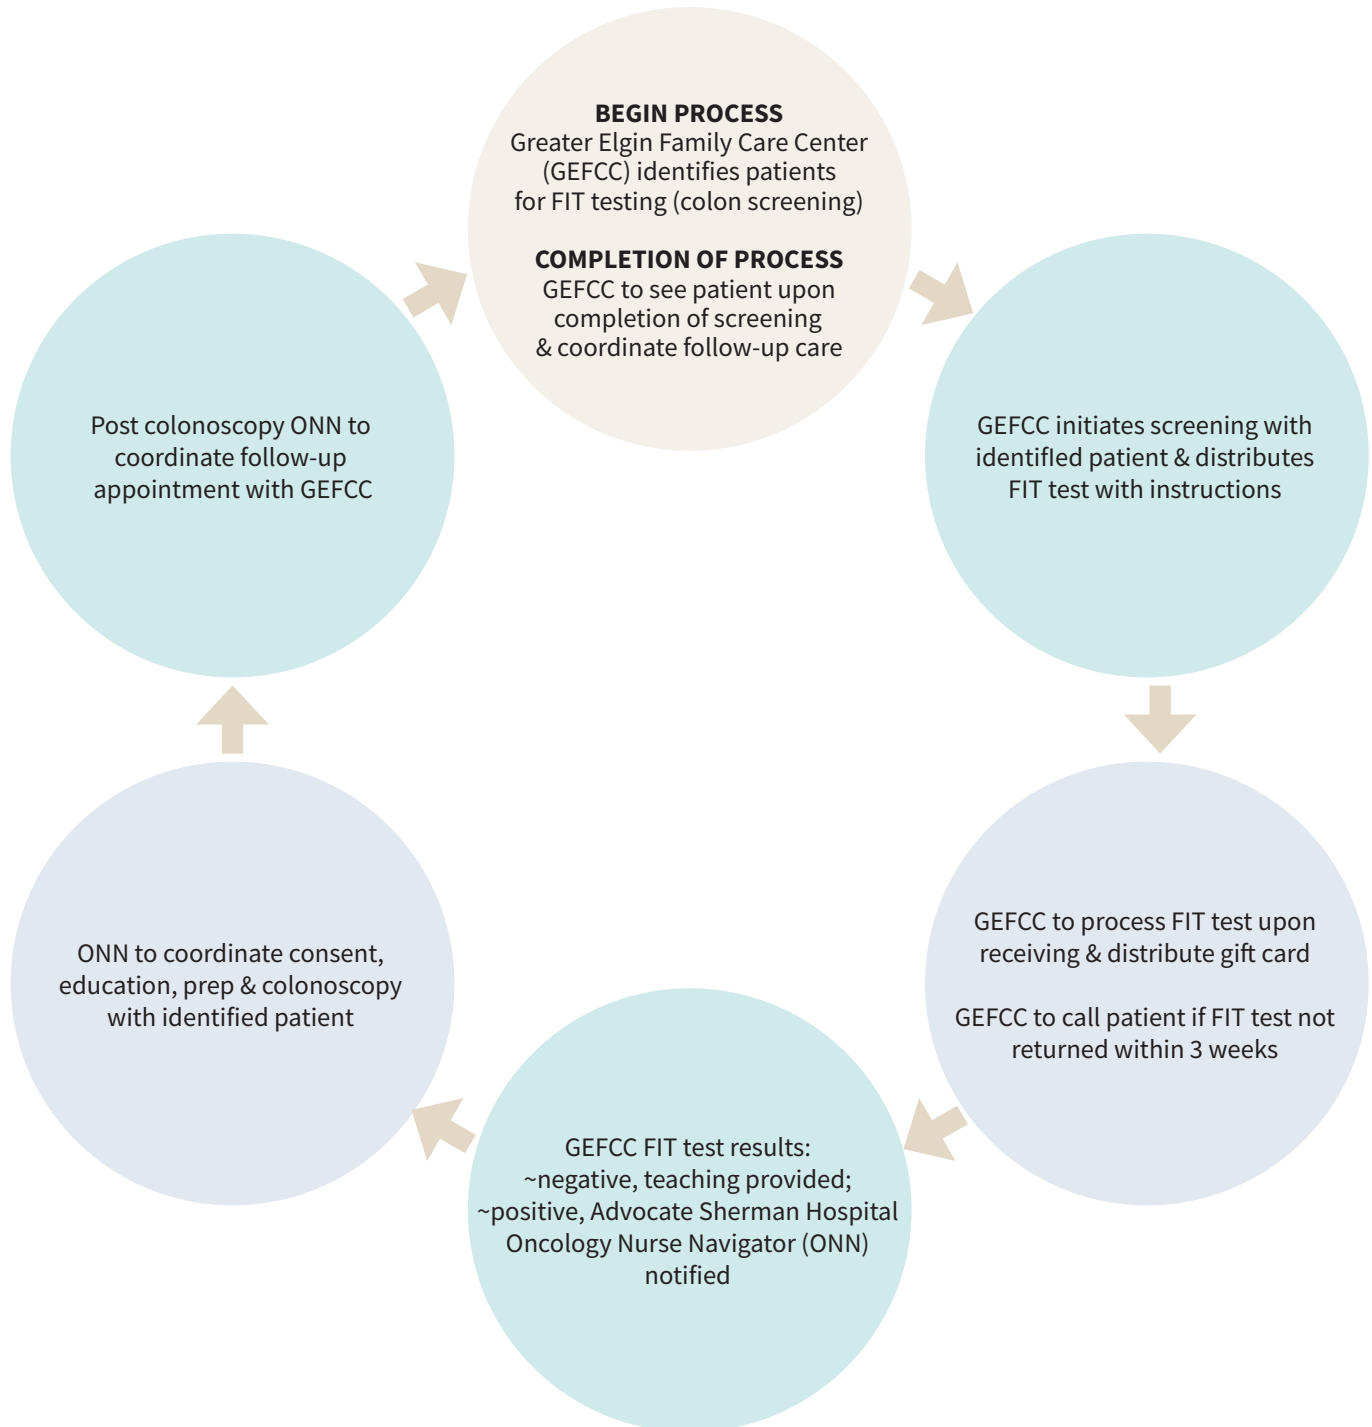 BEGIN PROCESS
Greater Elgin Family Care Center
(GEFCC) identifies patients
for FIT testing (colon screening)
COMPLETION OF PROCESS
GEFCC to see patient upon
completion of screening
& coordinate follow-up care
GEFCC initiates screening with
identified patient & distributes
FIT test with instructions
GEFCC to process FIT test upon
receiving & distribute gift card
GEFCC to call patient if FIT test not
returned within 3 weeks
GEFCC FIT test results:
~negative, teaching provided;
~positive, Advocate Sherman Hospital
Oncology Nurse Navigator (ONN)
notified
ONN to coordinate consent,
education, prep & colonoscopy
with identified patient
Post colonoscopy ONN to
coordinate follow-up
appointment with GEFCC